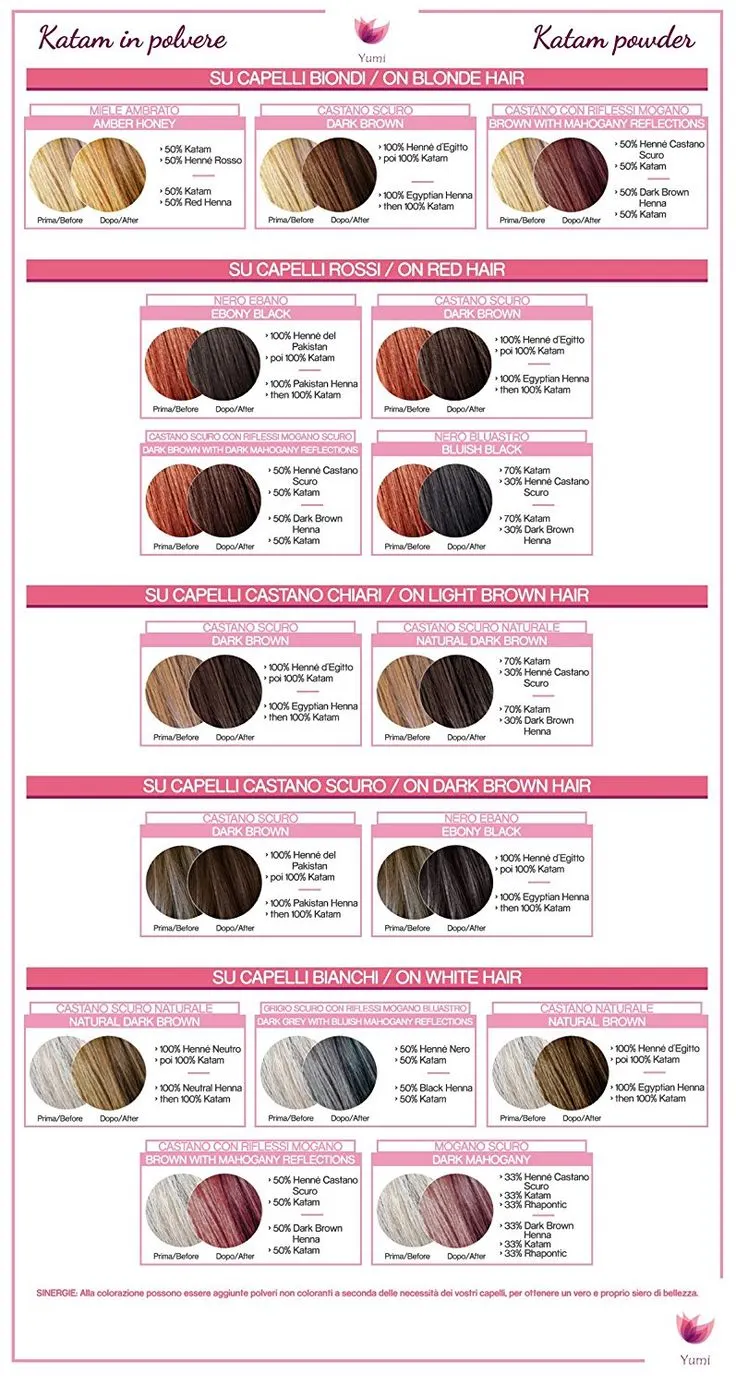 Katam in polvere
Yumi
Katam powder
SU CAPELLI BIONDI / ON BLONDE HAIR
MIELE AMBRATO
AMBER HONEY
› 50% Katam
› 50% Henné Rosso
› 50% Katam
› 50% Red Henna
Prima/Before
Dopo/After
CASTANO SCURO
DARK BROWN
› 100% Henné d'Egitto
› poi 100% Katam
› 100% Egyptian Henna
› then 100% Katam
Prima/Before
Dopo/After
CASTANO CON RIFLESSI MOGANO
BROWN WITH MAHOGANY REFLECTIONS
› 50% Henné Castano
Scuro
› 50% Katam
› 50% Dark Brown
Henna
› 50% Katam
Prima/Before
Dopo/After
SU CAPELLI ROSSI / ON RED HAIR
NERO EBANO
EBONY BLACK
› 100% Henné del
Pakistan
› poi 100% Katam
› 100% Pakistan Henna
› then 100% Katam
Prima/Before
Dopo/After
CASTANO SCURO
DARK BROWN
› 100% Henné d'Egitto
› poi 100% Katam
› 100% Egyptian Henna
› then 100% Katam
Prima/Before
Dopo/After
CASTANO SCURO CON RIFLESSI MOGANO SCURO
DARK BROWN WITH DARK MAHOGANY REFLECTIONS
› 50% Henné Castano
Scuro
› 50% Katam
› 50% Dark Brown
Henna
› 50% Katam
Prima/Before
Dopo/After
NERO BLUASTRO
BLUISH BLACK
› 70% Katam
› 30% Henné Castano
Scuro
› 70% Katam
› 30% Dark Brown
Henna
Prima/Before
Dopo/After
SU CAPELLI CASTANO CHIARI / ON LIGHT BROWN HAIR
CASTANO SCURO
DARK BROWN
› 100% Henné d'Egitto
› poi 100% Katam
› 100% Egyptian Henna
› then 100% Katam
Prima/Before
Dopo/After
CASTANO SCURO NATURALE
NATURAL DARK BROWN
› 70% Katam
› 30% Henné Castano
Scuro
› 70% Katam
› 30% Dark Brown
Henna
Prima/Before
Dopo/After
SU CAPELLI CASTANO SCURO / ON DARK BROWN HAIR
CASTANO SCURO
DARK BROWN
› 100% Henné del
Pakistan
› poi 100% Katam
› 100% Pakistan Henna
› then 100% Katam
Prima/Before
Dopo/After
NERO EBANO
EBONY BLACK
› 100% Henné d'Egitto
› poi 100% Katam
› 100% Egyptian Henna
› then 100% Katam
Prima/Before
Dopo/After
SU CAPELLI BIANCHI / ON WHITE HAIR
CASTANO SCURO NATURALE
NATURAL DARK BROWN
› 100% Henné Neutro
› poi 100% Katam
› 100% Neutral Henna
› then 100% Katam
Prima/Before
Dopo/After
GRIGIO SCURO CON RIFLESSI MOGANO BLUASTRO
DARK GREY WITH BLUISH MAHOGANY REFLECTIONS
› 50% Henné Nero
› 50% Katam
› 50% Black Henna
› 50% Katam
Prima/Before
Dopo/After
CASTANO NATURALE
NATURAL BROWN
› 100% Henné d'Egitto
› poi 100% Katam
› 100% Egyptian Henna
› then 100% Katam
Prima/Before
Dopo/After
CASTANO CON RIFLESSI MOGANO
BROWN WITH MAHOGANY REFLECTIONS
› 50% Henné Castano
Scuro
› 50% Katam
› 50% Dark Brown
Henna
› 50% Katam
Prima/Before
Dopo/After
MOGANO SCURO
DARK MAHOGANY
› 33% Henné Castano
Scuro
› 33% Katam
› 33% Rhapontic
› 33% Dark Brown
Henna
› 33% Katam
› 33% Rhapontic
Prima/Before
Dopo/After
SINERGIE: Alla colorazione possono essere aggiunte polveri non coloranti a seconda delle necessità dei vostri capelli, per ottenere un vero e proprio siero di bellezza.
Yumi